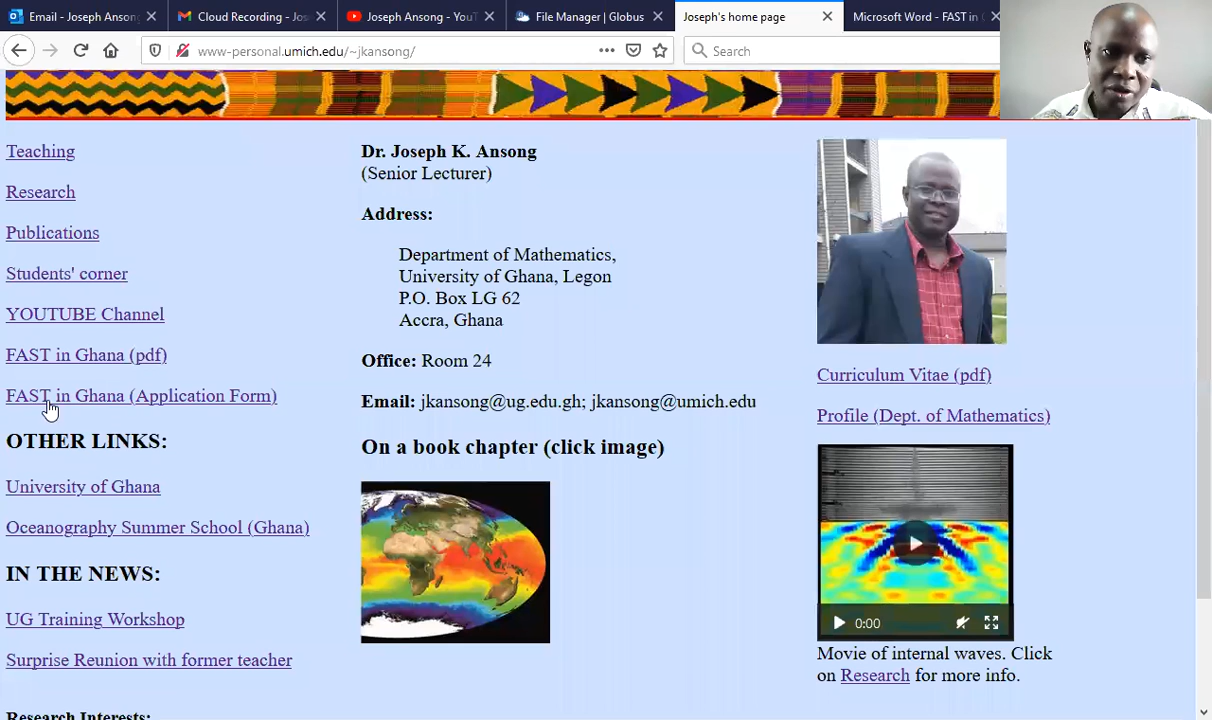 Email - Joseph Ansong
Cloud Recording - Jos
Joseph Ansong - YouT
File Manager | Globus
Joseph's home page
Microsoft Word - FAST in
www-personal.umich.edu/~jkansong/
Search
Teaching
Research
Publications
Students' corner
YOUTUBE Channel
FAST in Ghana (pdf)
FAST in Ghana (Application Form)
OTHER LINKS:
University of Ghana
Oceanography Summer School (Ghana)
IN THE NEWS:
UG Training Workshop
Surprise Reunion with former teacher
Research Interests:
Dr. Joseph K. Ansong
(Senior Lecturer)
Address:
Department of Mathematics,
University of Ghana, Legon
P.O. Box LG 62
Accra, Ghana
Office: Room 24
Email: jkansong@ug.edu.gh; jkansong@umich.edu
On a book chapter (click image)
Curriculum Vitae (pdf)
Profile (Dept. of Mathematics)
0:00
Movie of internal waves. Click
on Research for more info.